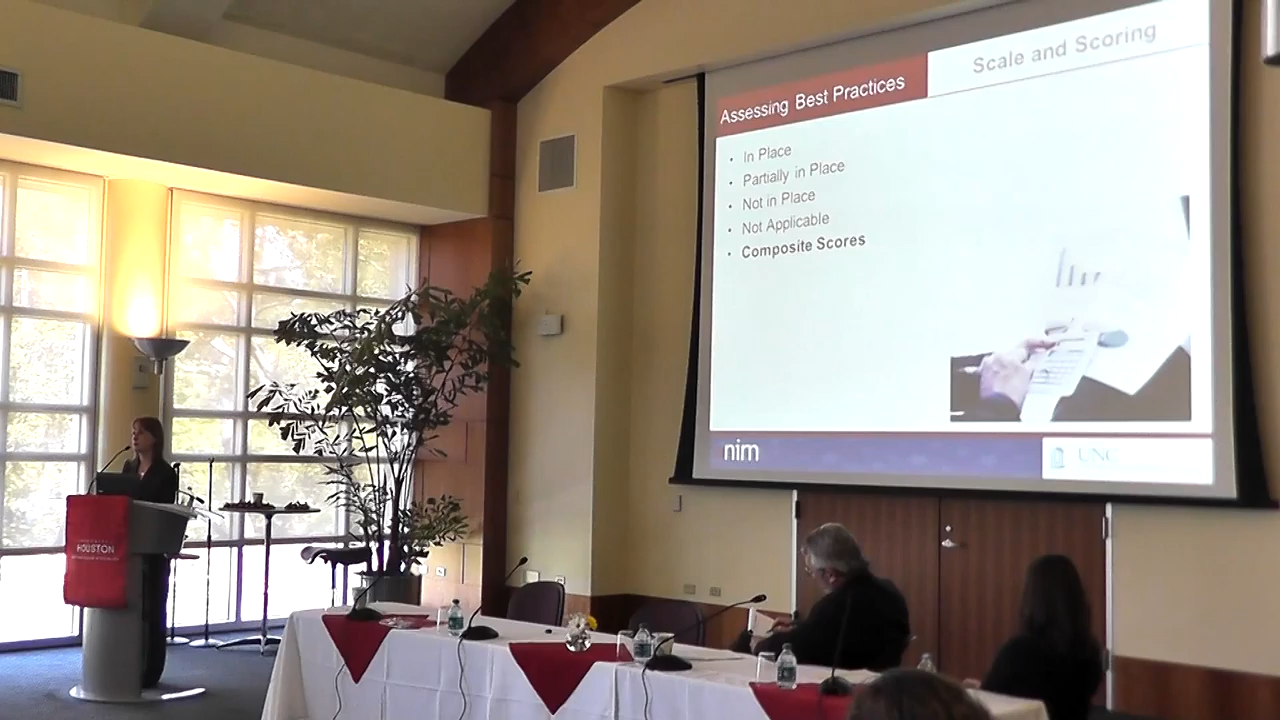 Scale and Scoring
Assessing Best Practices
• In Place
• Partially in Place
• Not in Place
• Not Applicable
• Composite Scores
nim
UNC
HOUSTON